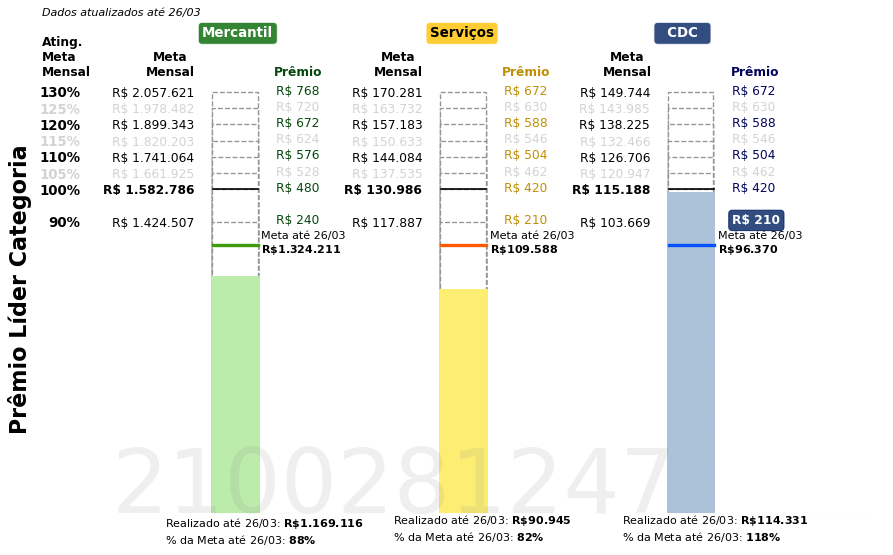 Dados atualizados até 26/03
Mercantil Serviços CDC
Ating. Meta Mensal Meta Mensal Prêmio Meta Mensal Prêmio Meta Mensal Prêmio
130% R$ 2.057.621 R$ 768 R$ 170.281 R$ 672 R$ 149.744 R$ 672
125% R$ 1.978.482 R$ 720 R$ 163.732 R$ 630 R$ 143.985 R$ 630
120% R$ 1.899.343 R$ 672 R$ 157.183 R$ 588 R$ 138.225 R$ 588
115% R$ 1.820.203 R$ 624 R$ 150.633 R$ 546 R$ 132.466 R$ 546
110% R$ 1.741.064 R$ 576 R$ 144.084 R$ 504 R$ 126.706 R$ 504
105% R$ 1.661.925 R$ 528 R$ 137.535 R$ 462 R$ 120.947 R$ 462
100% R$ 1.582.786 R$ 480 R$ 130.986 R$ 420 R$ 115.188 R$ 420
90% R$ 1.424.507 R$ 240 R$ 117.887 R$ 210 R$ 103.669 R$ 210
Meta até 26/03 Meta até 26/03 Meta até 26/03
R$1.324.211 R$109.588 R$96.370
Prêmio Líder Categoria
2100281247
Realizado até 26/03: R$1.169.116 Realizado até 26/03: R$90.945 Realizado até 26/03: R$114.331
% da Meta até 26/03: 88% % da Meta até 26/03: 82% % da Meta até 26/03: 118%